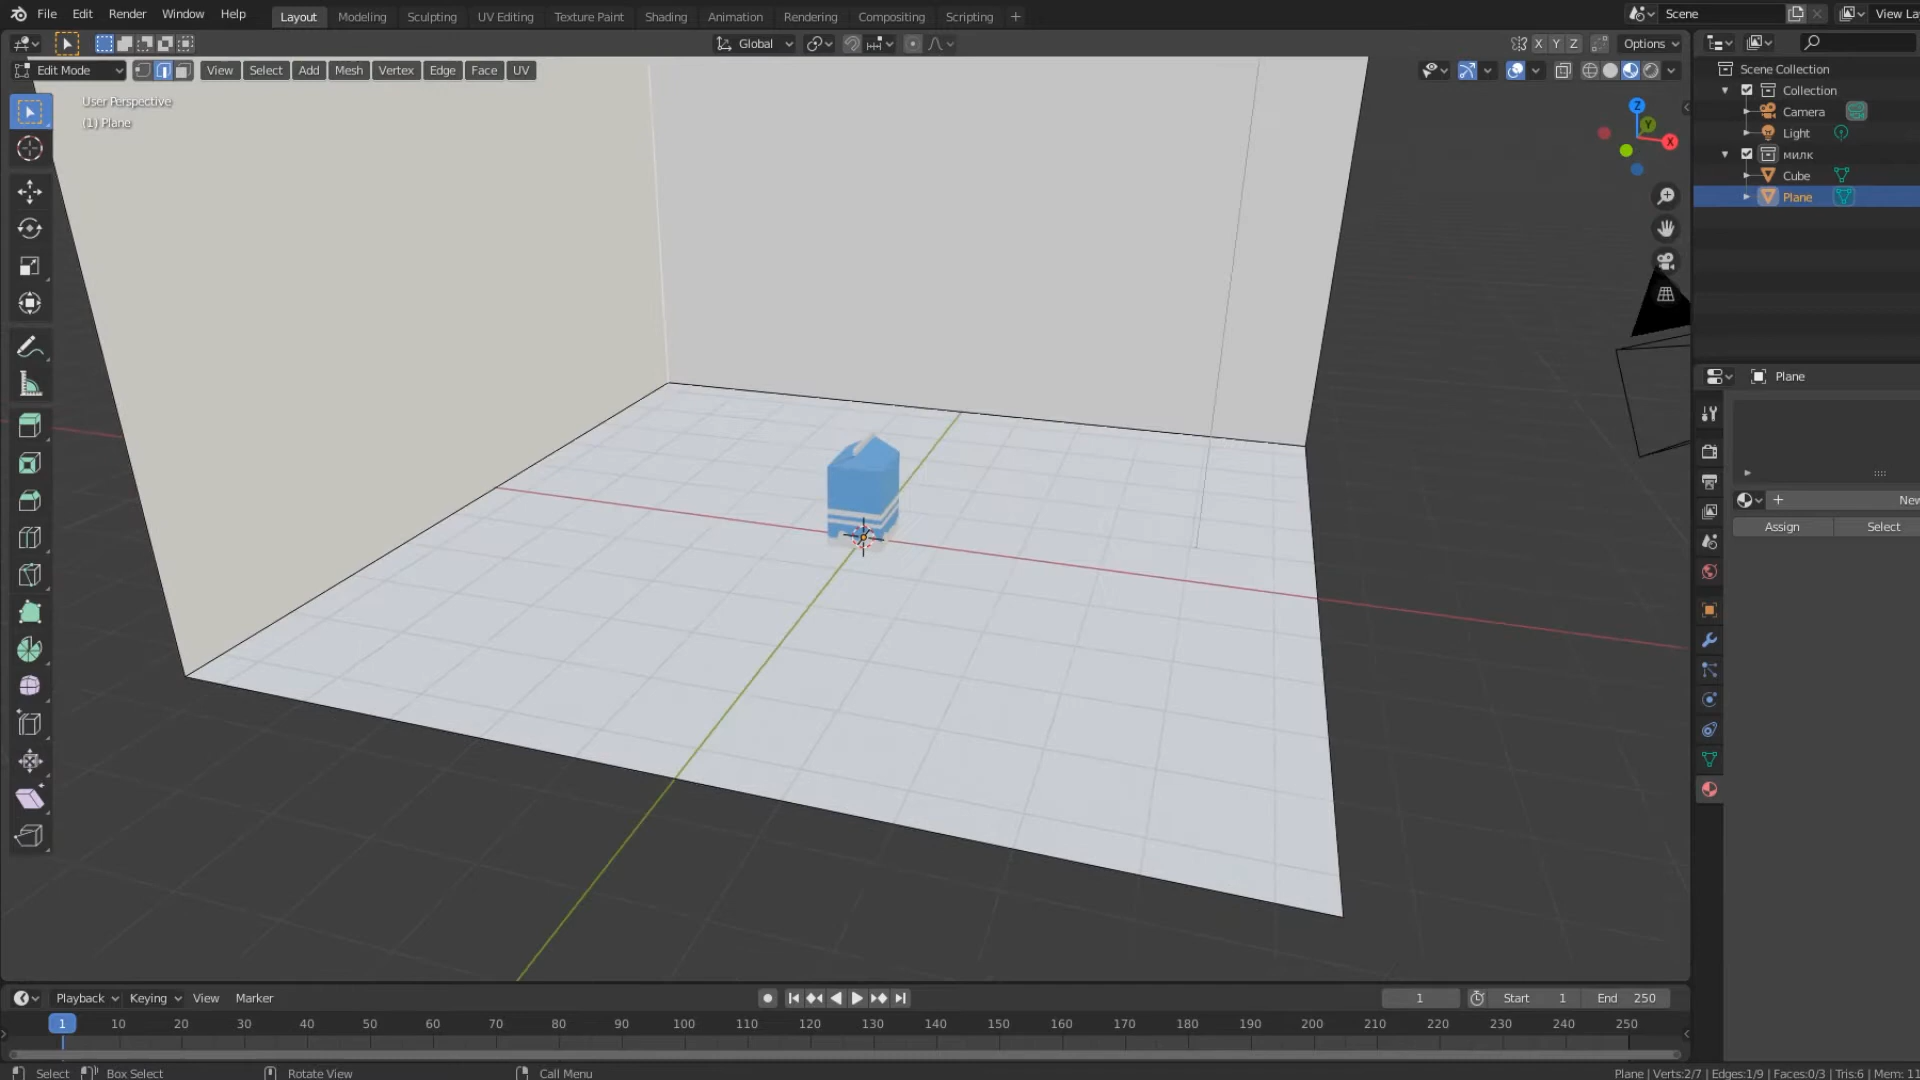 File Edit Render Window Help Layout Modeling Sculpting UV Editing Texture Paint Shading Animation Rendering Compositing Scripting + Scene View La
Global X Y Z Options
Edit Mode View Select Add Mesh Vertex Edge Face UV
User Perspective
(1) Plane
Z
Y
X
Scene Collection
Collection
Camera
Light
милк
Cube
Plane
Plane
+ New
Assign Select
Playback Keying View Marker 1 Start 1 End 250
1 10 20 30 40 50 60 70 80 90 100 110 120 130 140 150 160 170 180 190 200 210 220 230 240 250
Select Box Select Rotate View Call Menu Plane | Verts:2/7 | Edges:1/9 | Faces:0/3 | Tris:6 | Mem: 11